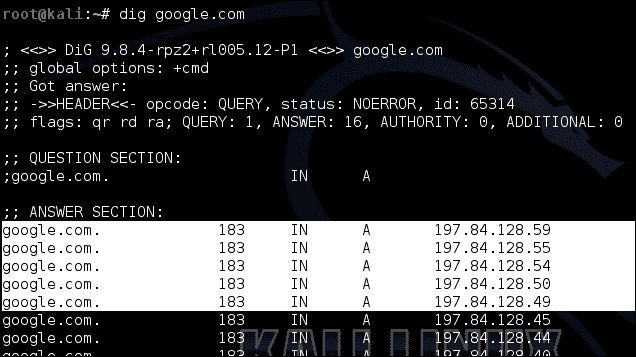 root@kali:~# dig google.com
; <<>> DiG 9.8.4-rpz2+rl005.12-P1 <<>> google.com
;; global options: +cmd
;; Got answer:
;; ->>HEADER<<- opcode: QUERY, status: NOERROR, id: 65314
;; flags: qr rd ra; QUERY: 1, ANSWER: 16, AUTHORITY: 0, ADDITIONAL: 0
;; QUESTION SECTION:
;google.com. IN A
;; ANSWER SECTION:
google.com. 183 IN A 197.84.128.59
google.com. 183 IN A 197.84.128.55
google.com. 183 IN A 197.84.128.54
google.com. 183 IN A 197.84.128.50
google.com. 183 IN A 197.84.128.49
google.com. 183 IN A 197.84.128.45
google.com. 183 IN A 197.84.128.44
google.com. 183 IN A
KALI LINUX